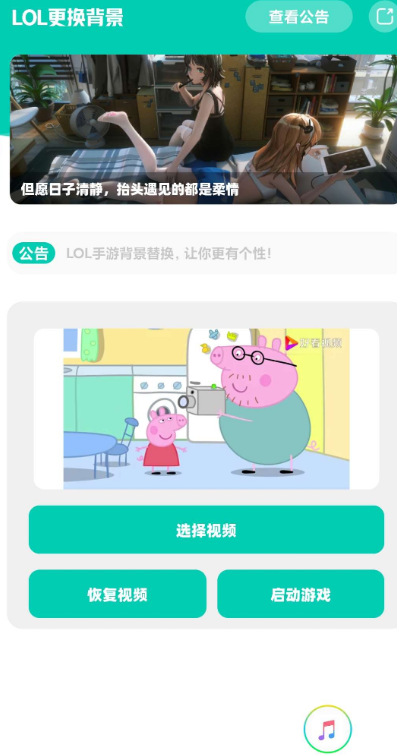 LOL更换背景
查看公告
但愿日子清静，抬头遇见的都是柔情
公告
LOL手游背景替换，让你更有个性！
好看视频
选择视频
恢复视频
启动游戏